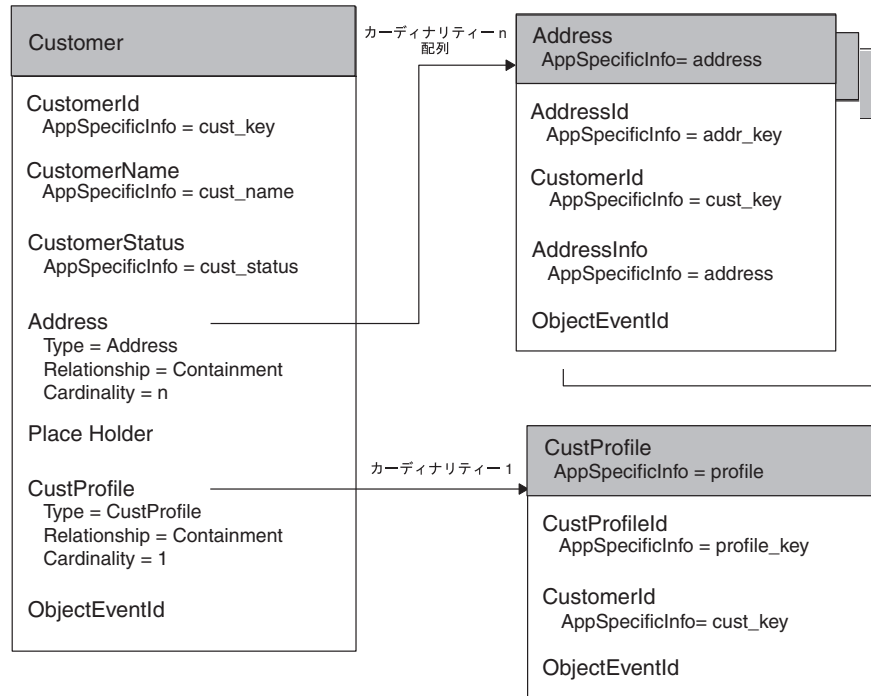 Customer
CustomerId
AppSpecificInfo = cust_key
CustomerName
AppSpecificInfo = cust_name
CustomerStatus
AppSpecificInfo = cust_status
Address
Type = Address
Relationship = Containment
Cardinality = n
Place Holder
CustProfile
Type = CustProfile
Relationship = Containment
Cardinality = 1
ObjectEventId
カーディナリティー n
配列
Address
AppSpecificInfo= address
AddressId
AppSpecificInfo = addr_key
CustomerId
AppSpecificInfo = cust_key
AddressInfo
AppSpecificInfo = address
ObjectEventId
カーディナリティー 1
CustProfile
AppSpecificInfo = profile
CustProfileId
AppSpecificInfo = profile_key
CustomerId
AppSpecificInfo= cust_key
ObjectEventId